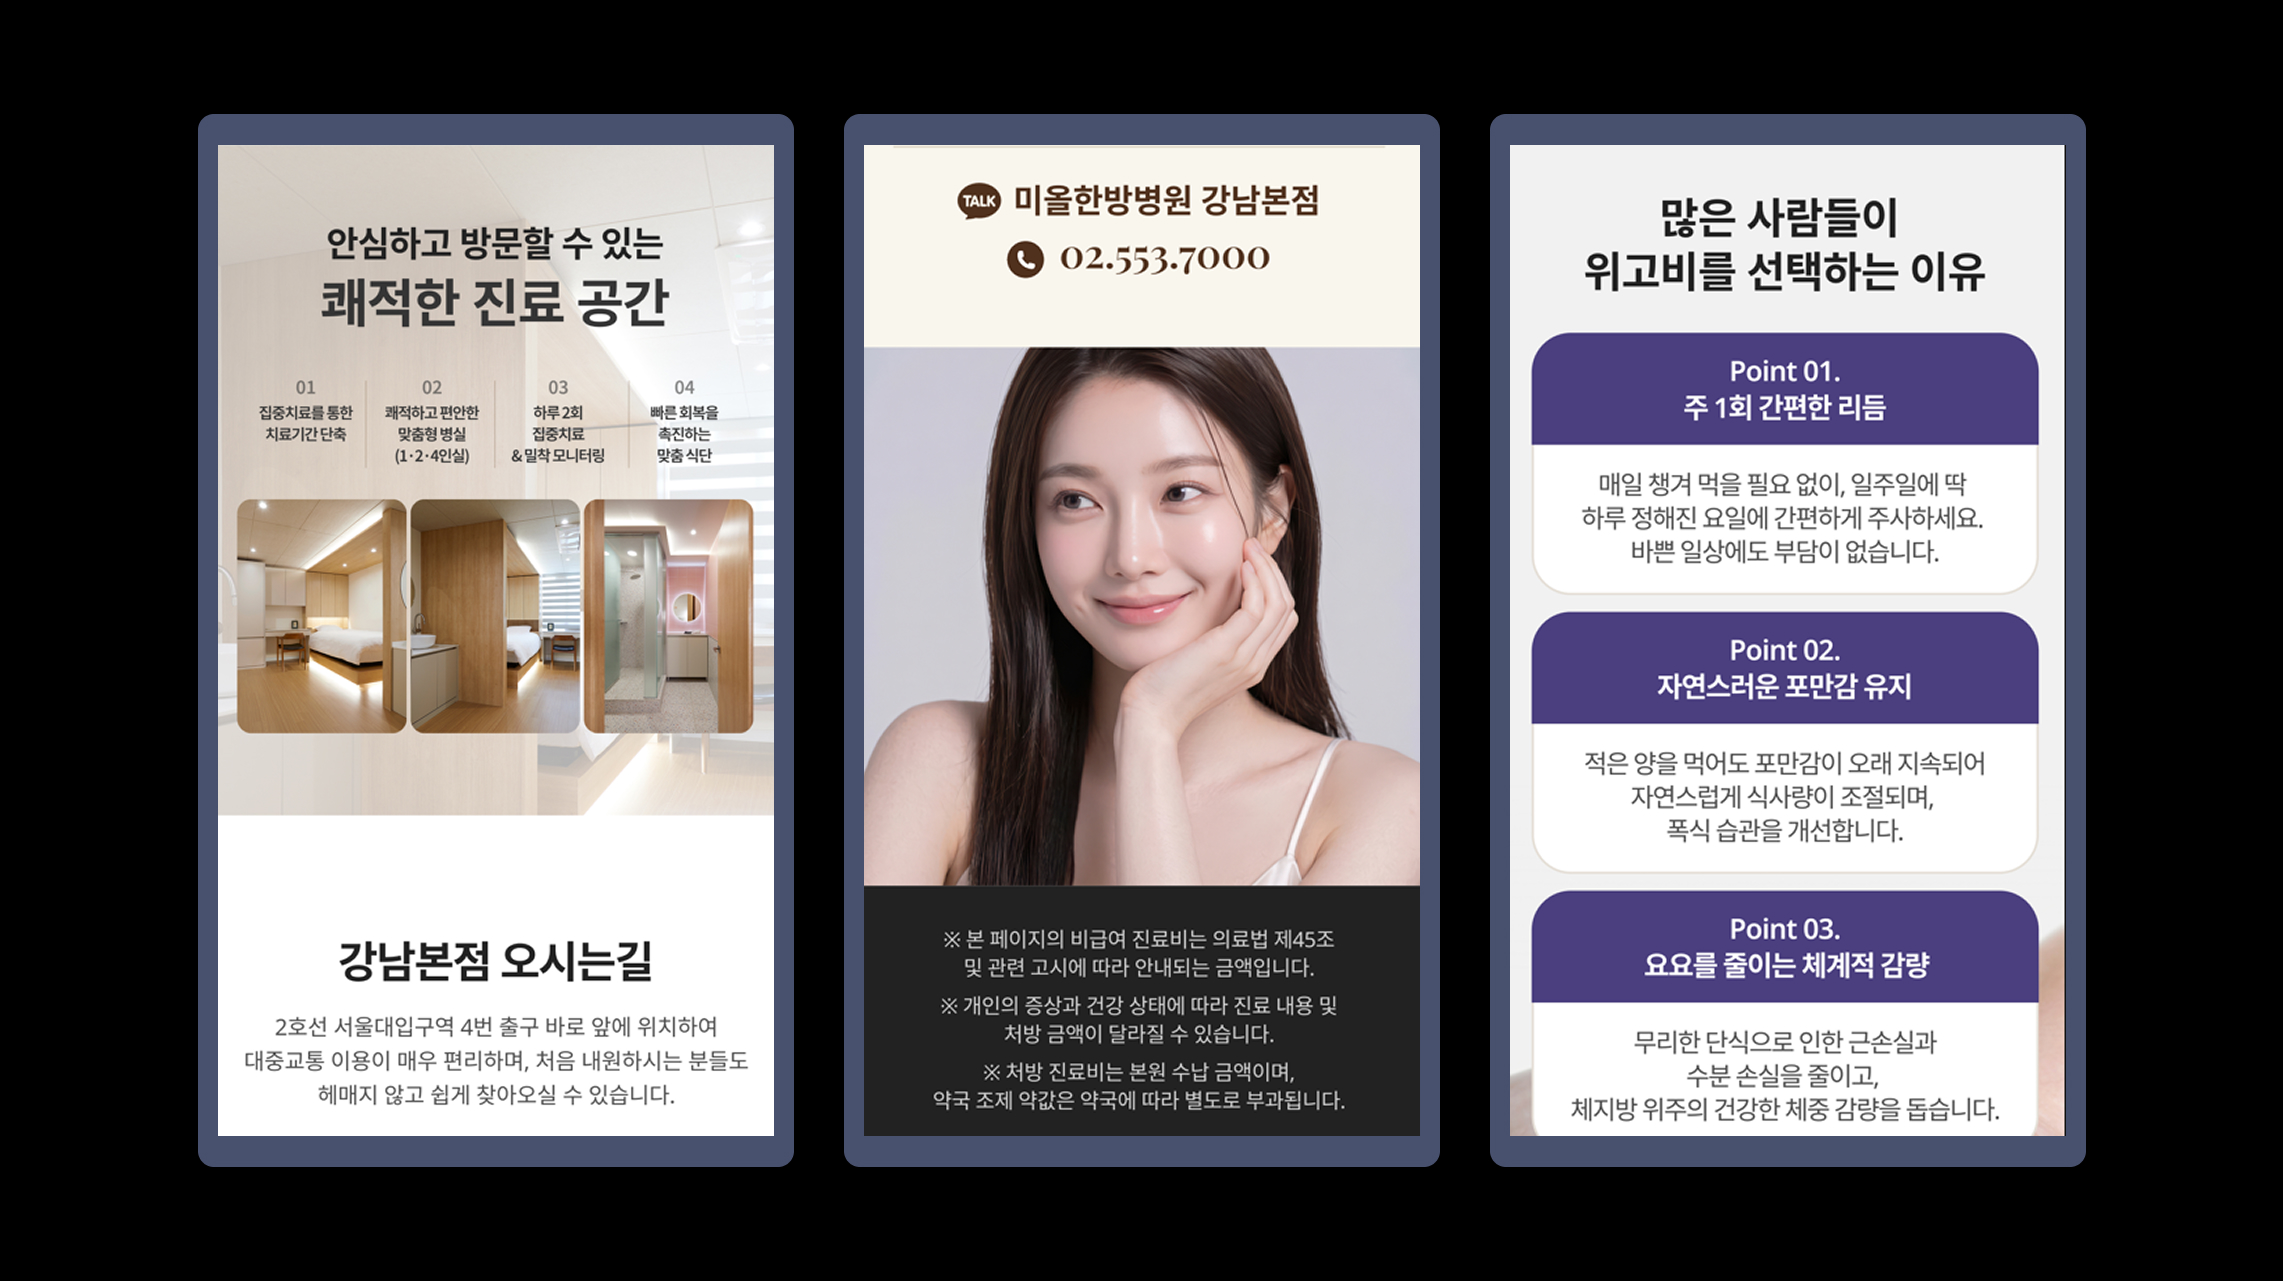 안심하고 방문할 수 있는
쾌적한 진료 공간
01
집중치료를 통한
치료기간 단축
02
쾌적하고 편안한
맞춤형 병실
(1·2·4인실)
03
하루 2회
집중치료
& 밀착 모니터링
04
빠른 회복을
촉진하는
맞춤 식단
강남본점 오시는길
2호선 서울대입구역 4번 출구 바로 앞에 위치하여
대중교통 이용이 매우 편리하며, 처음 내원하시는 분들도
헤매지 않고 쉽게 찾아오실 수 있습니다.
TALK 미올한방병원 강남본점
02.553.7000
※ 본 페이지의 비급여 진료비는 의료법 제45조
및 관련 고시에 따라 안내되는 금액입니다.
※ 개인의 증상과 건강 상태에 따라 진료 내용 및
처방 금액이 달라질 수 있습니다.
※ 처방 진료비는 본원 수납 금액이며,
약국 조제 약값은 약국에 따라 별도로 부과됩니다.
많은 사람들이
위고비를 선택하는 이유
Point 01.
주 1회 간편한 리듬
매일 챙겨 먹을 필요 없이, 일주일에 딱
하루 정해진 요일에 간편하게 주사하세요.
바쁜 일상에도 부담이 없습니다.
Point 02.
자연스러운 포만감 유지
적은 양을 먹어도 포만감이 오래 지속되어
자연스럽게 식사량이 조절되며,
폭식 습관을 개선합니다.
Point 03.
요요를 줄이는 체계적 감량
무리한 단식으로 인한 근손실과
수분 손실을 줄이고,
체지방 위주의 건강한 체중 감량을 돕습니다.